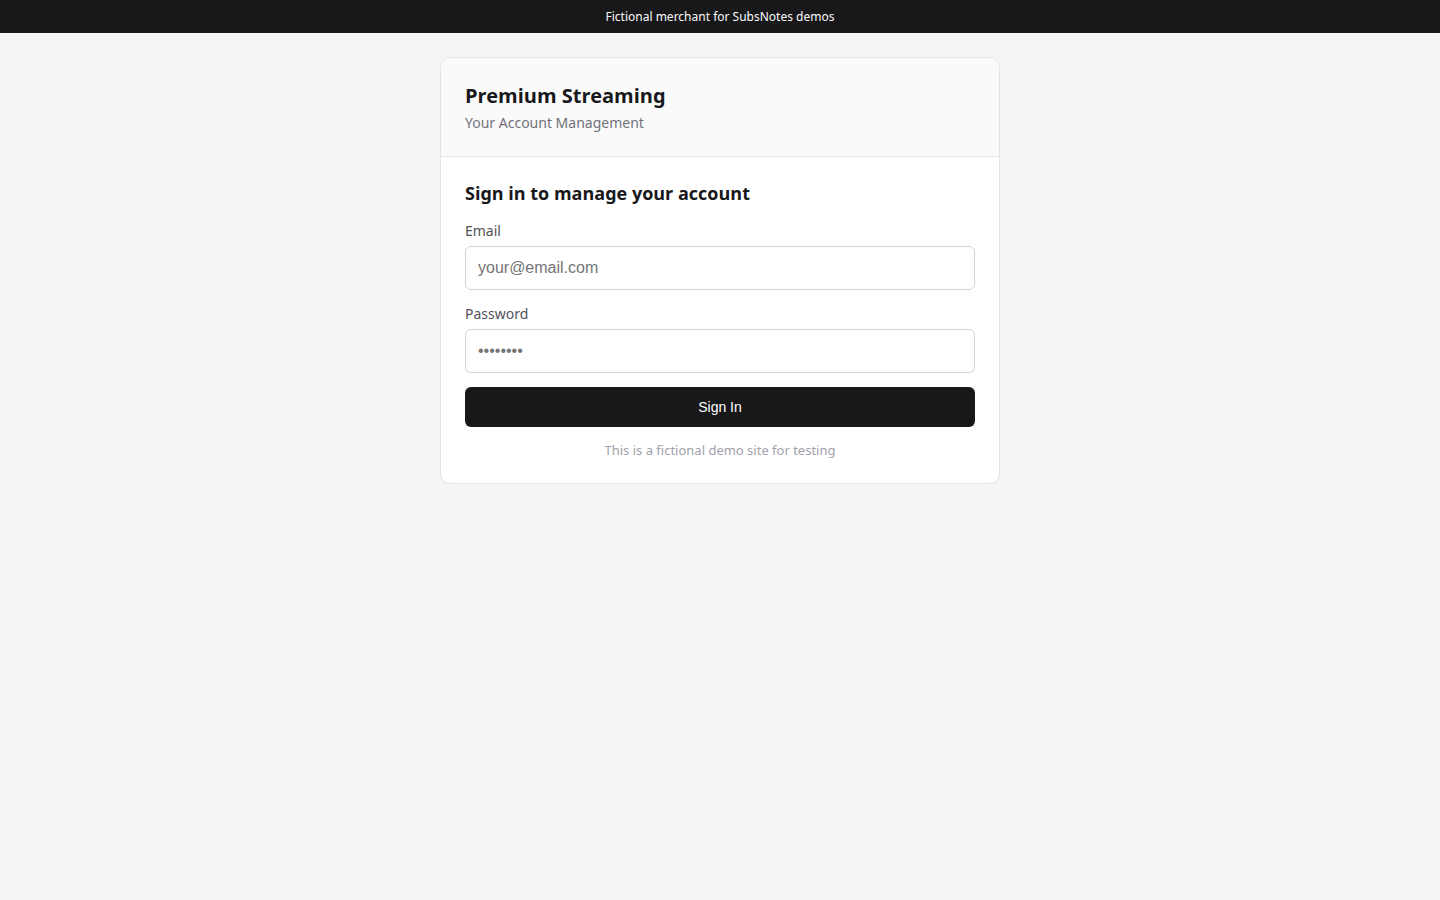 Fictional merchant for SubsNotes demos
Premium Streaming
Your Account Management
Sign in to manage your account
Email
your@email.com
Password
••••••••
Sign In
This is a fictional demo site for testing